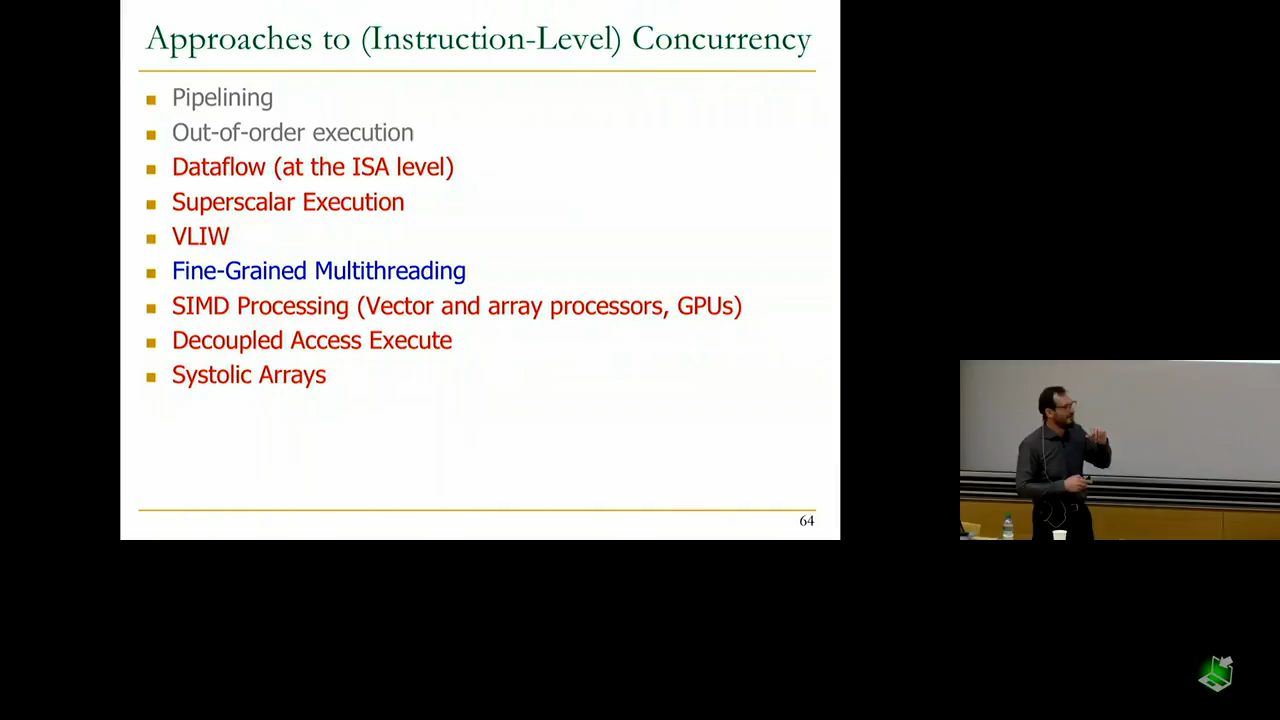 Approaches to (Instruction-Level) Concurrency
Pipelining
Out-of-order execution
Dataflow (at the ISA level)
Superscalar Execution
VLIW
Fine-Grained Multithreading
SIMD Processing (Vector and array processors, GPUs)
Decoupled Access Execute
Systolic Arrays
64